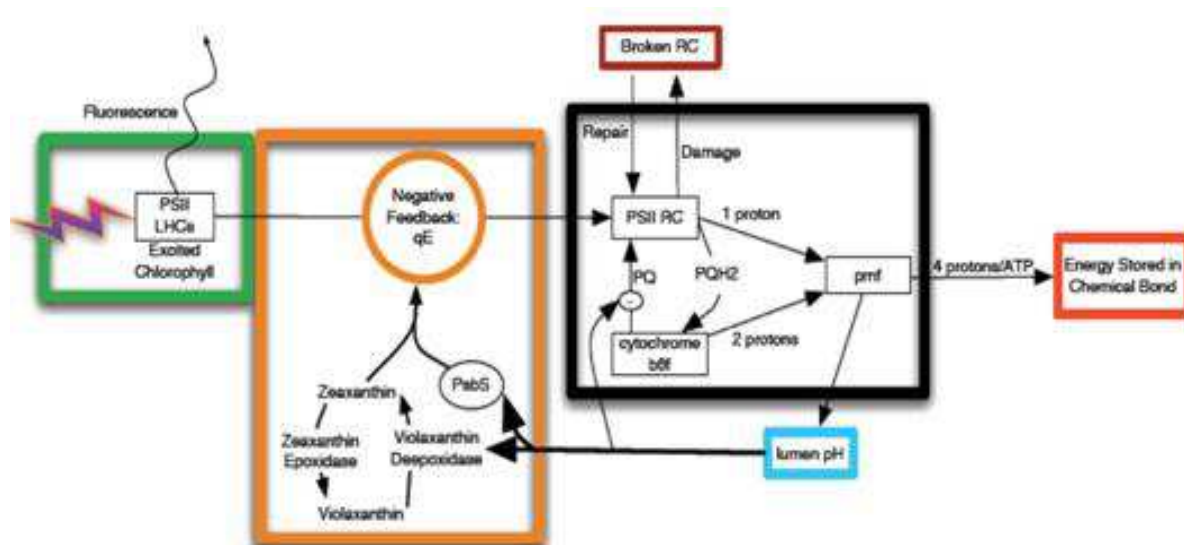 Fluorescence
PSII
LHCs
Excited
Chlorophyll
Negative
Feedback:
qE
Zeaxanthin
Zeaxanthin
Epoxidase
Violaxanthin
Violaxanthin
Deepoxidase
PsbS
Broken RC
Repair
Damage
PSII RC
1 proton
PQ
PQH2
-
cytochrome
b6f
2 protons
pmf
4 protons/ATP
Energy Stored in
Chemical Bond
lumen pH